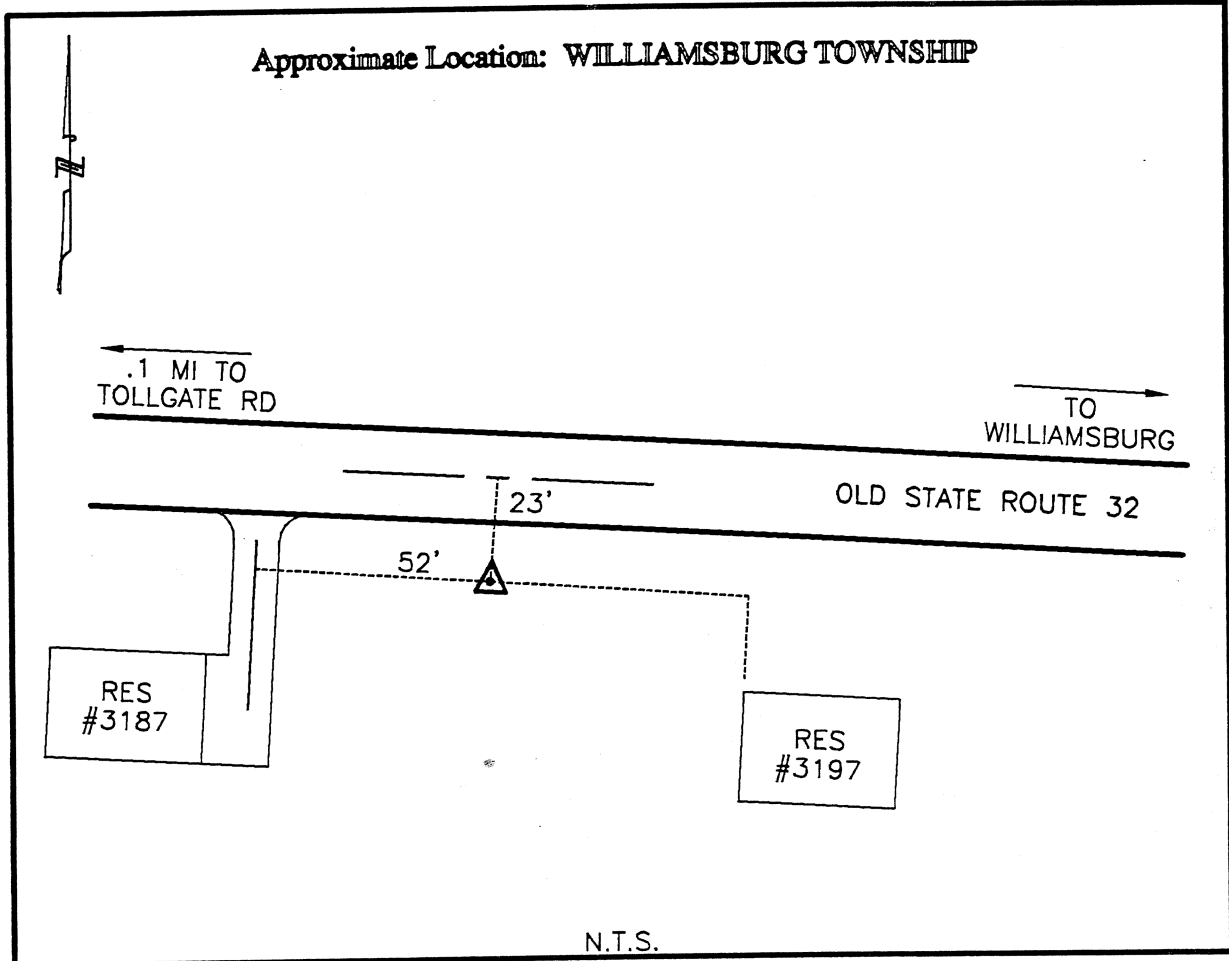 Approximate Location: WILLIAMSBURG TOWNSHIP
N
.1 MI TO
TOLLGATE RD
TO
WILLIAMSBURG
OLD STATE ROUTE 32
23'
52'
RES
#3187
RES
#3197
N.T.S.